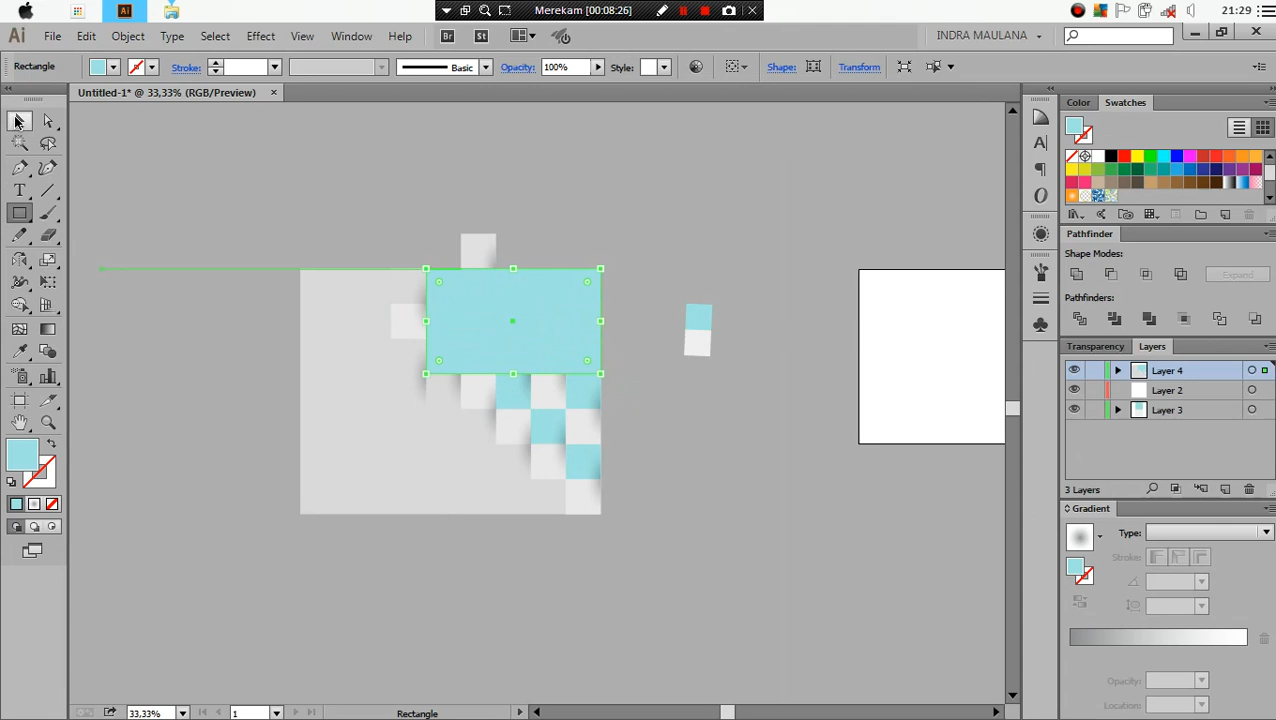 Merekam [00:08:26]
21:29
Ai
Ai File Edit Object Type Select Effect View Window Help Br St INDRA MAULANA
Rectangle Stroke: Basic Opacity: 100% Style: Shape: Transform
Untitled-1* @ 33,33% (RGB/Preview)
Color Swatches
Pathfinder
Shape Modes:
Expand
Pathfinders:
Transparency Layers
Layer 4
Layer 2
Layer 3
3 Layers
Gradient
Type:
Stroke:
Opacity:
Location:
33,33% 1 Rectangle